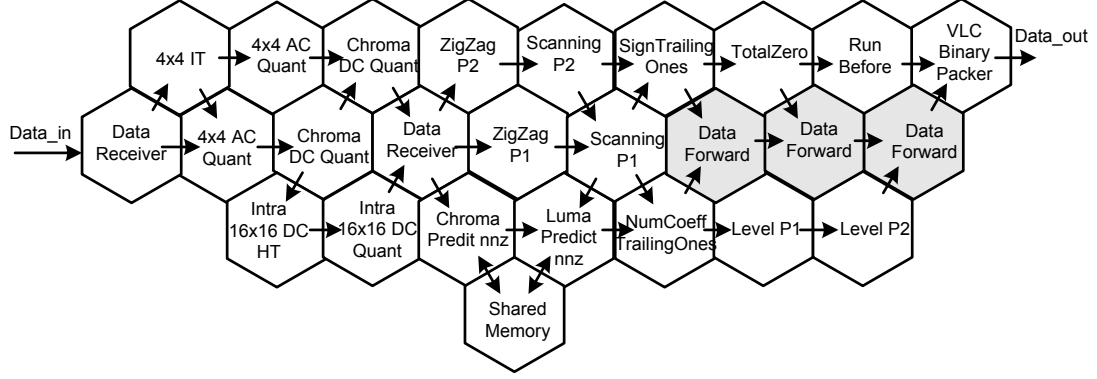 4x4 IT
4x4 AC
Quant
Chroma
DC Quant
ZigZag
P2
Scanning
P2
SignTrailing
Ones
TotalZero
Run
Before
VLC
Binary
Packer
Data_out
Data_in
Data
Receiver
4x4 AC
Quant
Chroma
DC Quant
Data
Receiver
ZigZag
P1
Scanning
P1
Data
Forward
Data
Forward
Data
Forward
Intra
16x16 DC
HT
Intra
16x16 DC
Quant
Chroma
Predit nnz
Luma
Predict
nnz
NumCoeff
TrailingOnes
Level P1
Level P2
Shared
Memory